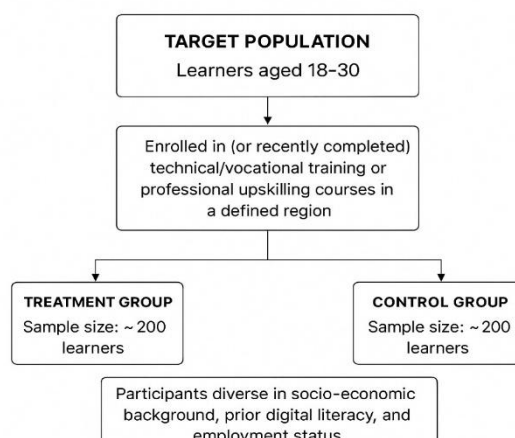 TARGET POPULATION
Learners aged 18-30
Enrolled in (or recently completed)
technical/vocational training or
professional upskilling courses in
a defined region
TREATMENT GROUP
Sample size: ~ 200
learners
CONTROL GROUP
Sample size: ~ 200
learners
Participants diverse in socio-economic
background, prior digital literacy, and
employment status